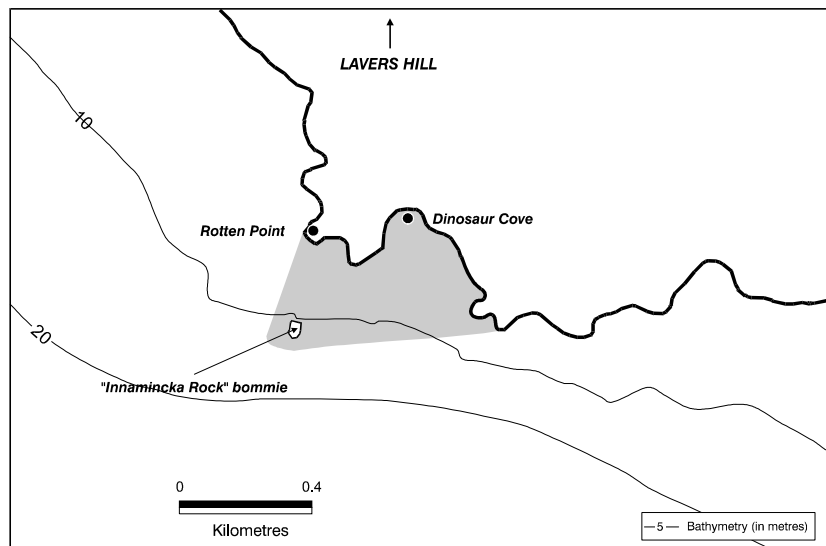 LAVERS HILL
10
Rotten Point
Dinosaur Cove
20
"Innamincka Rock" bommie
0 0.4
Kilometres
5 Bathymetry (in metres)